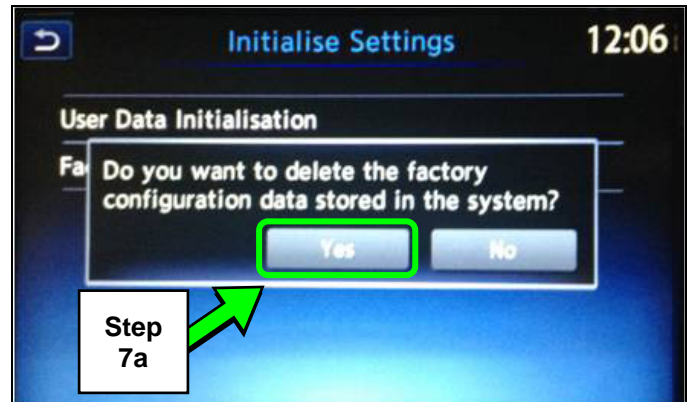 Initialise Settings
12:06
User Data Initialisation
Fa
Do you want to delete the factory
configuration data stored in the system?
Yes
No
Step
7a